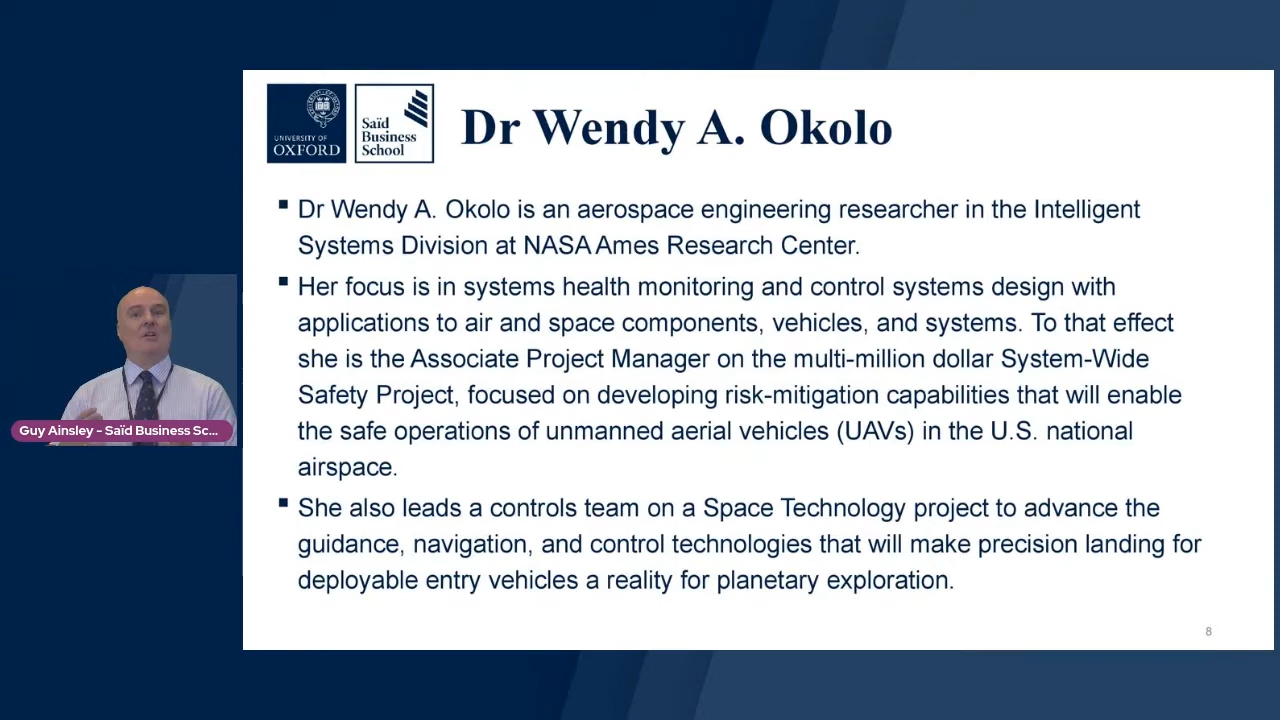 UNIVERSITY OF
OXFORD
Saïd
Business
School
Dr Wendy A. Okolo
▪ Dr Wendy A. Okolo is an aerospace engineering researcher in the Intelligent
Systems Division at NASA Ames Research Center.
▪ Her focus is in systems health monitoring and control systems design with
applications to air and space components, vehicles, and systems. To that effect
she is the Associate Project Manager on the multi-million dollar System-Wide
Safety Project, focused on developing risk-mitigation capabilities that will enable
the safe operations of unmanned aerial vehicles (UAVs) in the U.S. national
airspace.
▪ She also leads a controls team on a Space Technology project to advance the
guidance, navigation, and control technologies that will make precision landing for
deployable entry vehicles a reality for planetary exploration.
8
Guy Ainsley - Saïd Business Sc...